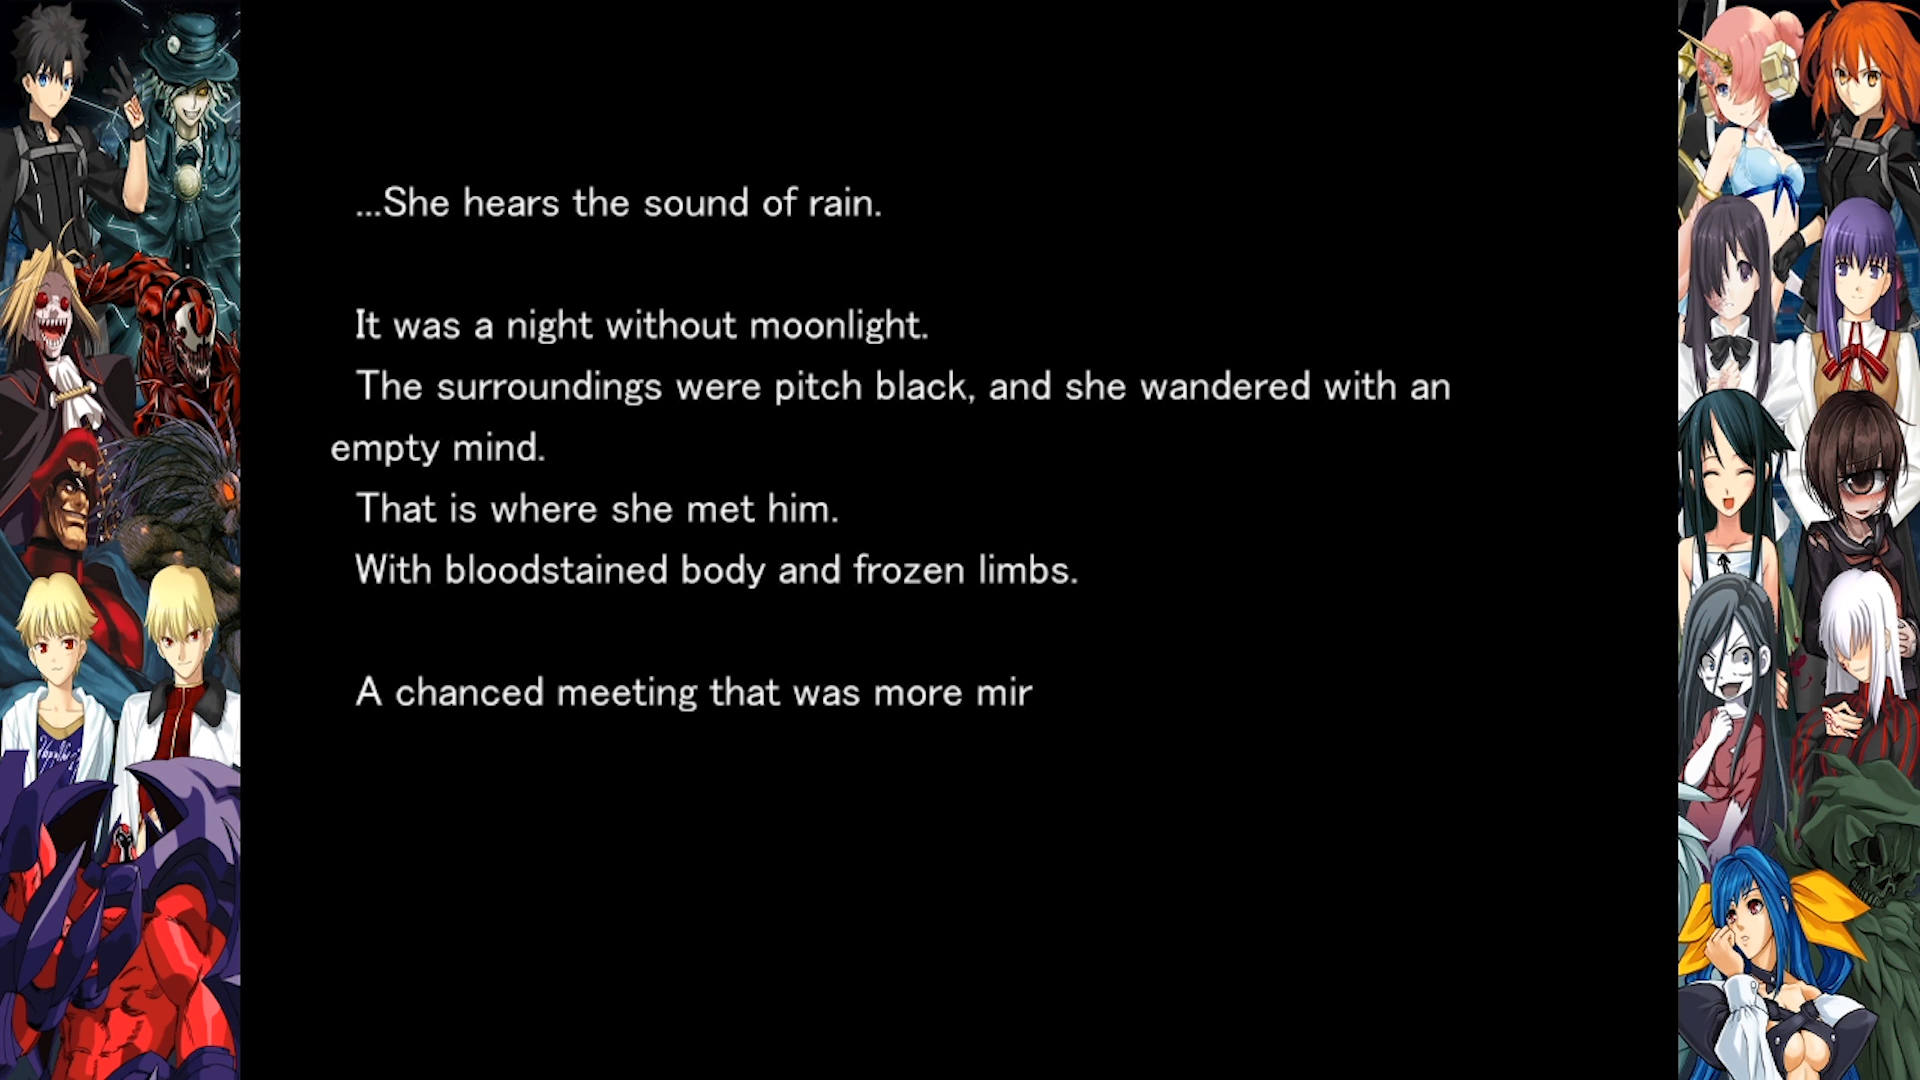 ...She hears the sound of rain.
It was a night without moonlight.
The surroundings were pitch black, and she wandered with an
empty mind.
That is where she met him.
With bloodstained body and frozen limbs.
A chanced meeting that was more mir